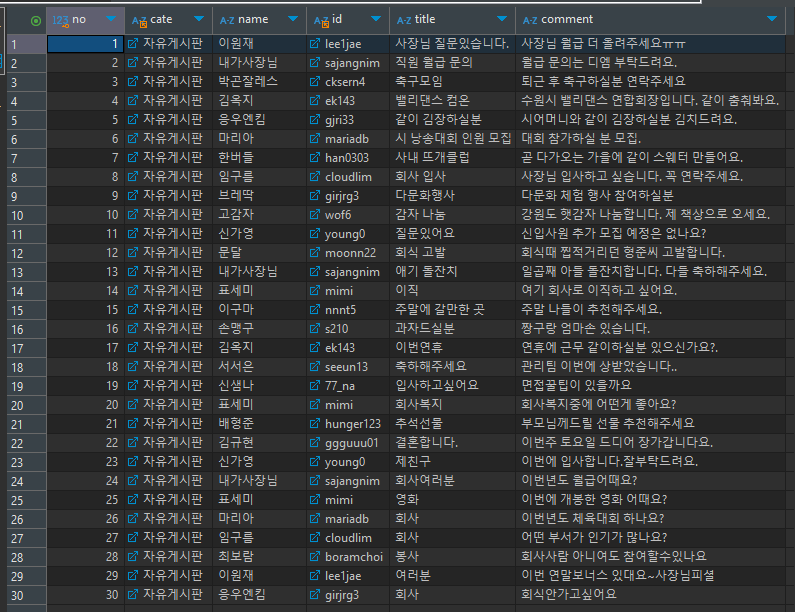 123 no A-Z cate A-Z name A-Z id A-Z title A-Z comment
1 1 자유게시판 이원재 lee1jae 사장님 질문있습니다. 사장님 월급 더 올려주세요ㅠㅠ
2 2 자유게시판 내가사장님 sajangnim 직원 월급 문의 월급 문의는 디엠 부탁드려요.
3 3 자유게시판 박곤잘레스 cksern4 축구모임 퇴근 후 축구하실분 연락주세요
4 4 자유게시판 김옥지 ek143 밸리댄스 컴온 수원시 밸리댄스 연합회장입니다. 같이 춤춰봐요.
5 5 자유게시판 응우엔킴 gjri33 같이 김장하실분 시어머니와 같이 김장하실분 김치드려요.
6 6 자유게시판 마리아 mariadb 시 낭송대회 인원 모집 대회 참가하실 분 모집.
7 7 자유게시판 한버들 han0303 사내 뜨개클럽 곧 다가오는 가을에 같이 스웨터 만들어요.
8 8 자유게시판 임구름 cloudlim 회사 입사 사장님 입사하고 싶습니다. 꼭 연락주세요.
9 9 자유게시판 브레딱 girjrg3 다문화행사 다문화 체험 행사 참여하실분
10 10 자유게시판 고감자 wof6 감자 나눔 강원도 햇감자 나눔합니다. 제 책상으로 오세요.
11 11 자유게시판 신가영 young0 질문있어요 신입사원 추가 모집 예정은 없나요?
12 12 자유게시판 문달 moonn22 회식 고발 회식때 찝적거리던 형준씨 고발합니다.
13 13 자유게시판 내가사장님 sajangnim 애기 돌잔치 일곱째 아들 돌잔치합니다. 다들 축하해주세요.
14 14 자유게시판 표세미 mimi 이직 여기 회사로 이직하고 싶어요.
15 15 자유게시판 이구마 nnnt5 주말에 갈만한 곳 주말 나들이 추천해주세요.
16 16 자유게시판 손맹구 s210 과자드실분 짱구랑 엄마손 있습니다.
17 17 자유게시판 김옥지 ek143 이번연휴 연휴에 근무 같이하실분 있으신가요?.
18 18 자유게시판 서서은 seeun13 축하해주세요 관리팀 이번에 상받았습니다..
19 19 자유게시판 신샘나 77_na 입사하고싶어요 면접꿀팁이 있을까요
20 20 자유게시판 표세미 mimi 회사복지 회사복지중에 어떤게 좋아요?
21 21 자유게시판 배형준 hunger123 추석선물 부모님께드릴 선물 추천해주세요
22 22 자유게시판 김규현 ggguuu01 결혼합니다. 이번주 토요일 드디어 장가갑니다요.
23 23 자유게시판 신가영 young0 제친구 이번에 입사합니다.잘부탁드려요.
24 24 자유게시판 내가사장님 sajangnim 회사여러분 이번년도 월급어때요?
25 25 자유게시판 표세미 mimi 영화 이번에 개봉한 영화 어때요?
26 26 자유게시판 마리아 mariadb 회사 이번년도 체육대회 하나요?
27 27 자유게시판 임구름 cloudlim 회사 어떤 부서가 인기가 많나요?
28 28 자유게시판 최보람 boramchoi 봉사 회사사람 아니여도 참여할수있나요
29 29 자유게시판 이원재 lee1jae 여러분 이번 연말보너스 있대요~사장님피셜
30 30 자유게시판 응우엔킴 girjrg3 회사 회식안가고싶어요